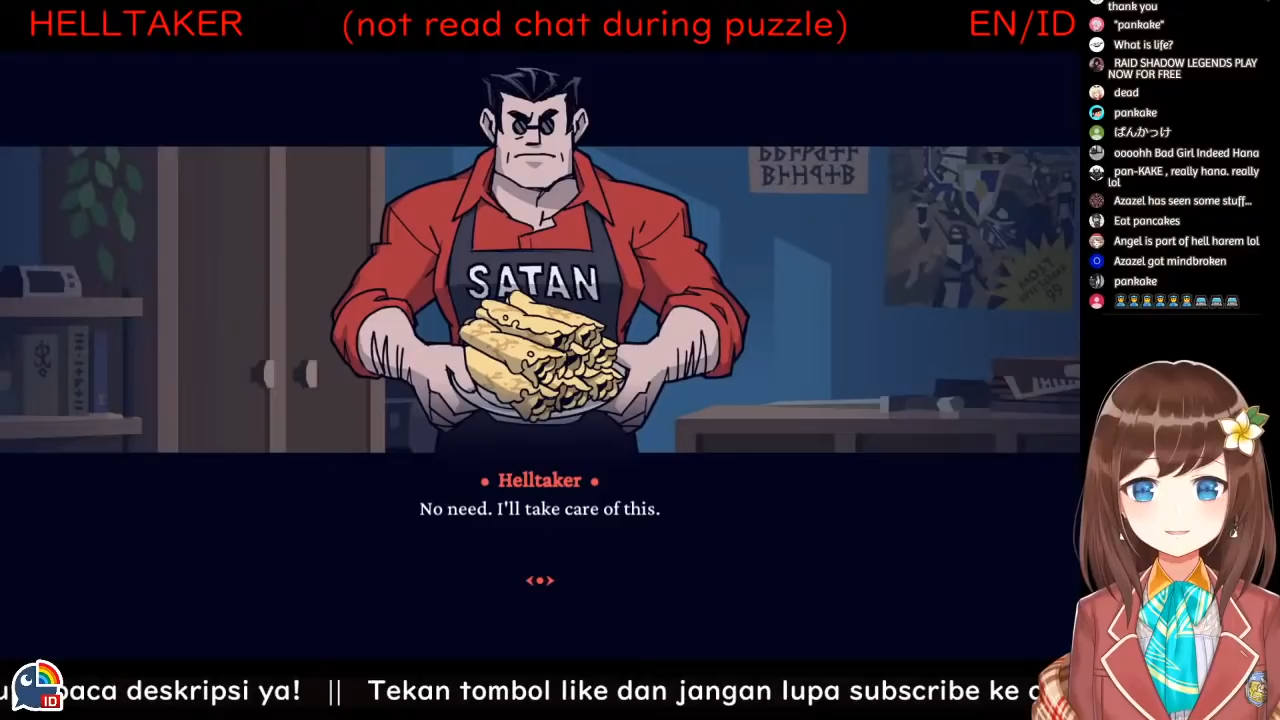 HELLTAKER
(not read chat during puzzle)
EN/ID
thank you
"pankake"
What is life?
RAID SHADOW LEGENDS PLAY
NOW FOR FREE
dead
pankake
ぱんかっけ
oooohh Bad Girl Indeed Hana
pan-KAKE , really hana. really
lol
Azazel has seen some stuff...
Eat pancakes
Angel is part of hell harem lol
Azazel got mindbroken
pankake
SATAN
• Helltaker •
No need. I'll take care of this.
baca deskripsi ya! || Tekan tombol like dan jangan lupa subscribe ke
ID